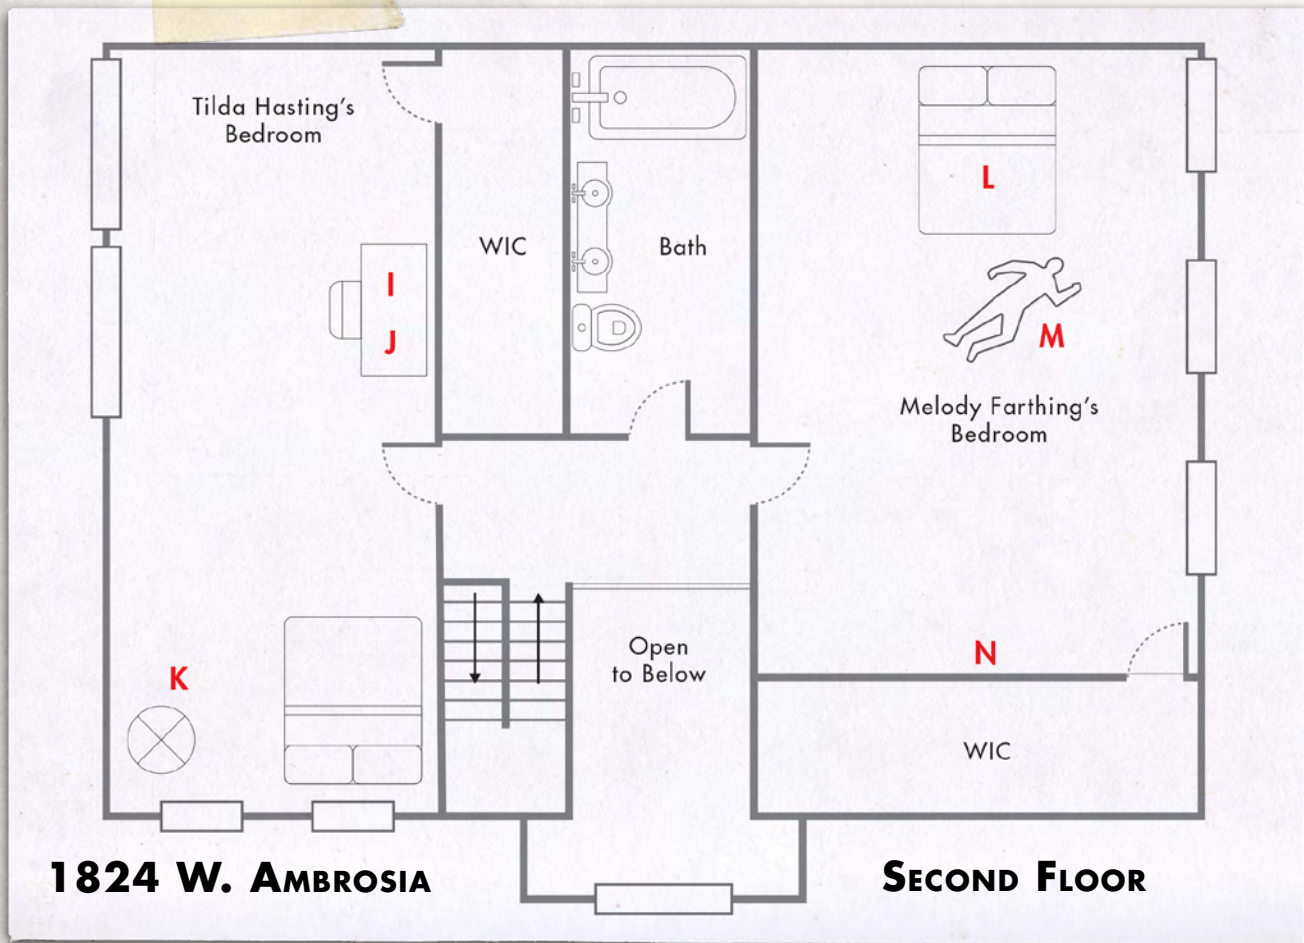 Tilda Hasting's
Bedroom
WIC
Bath
L
I
J
M
Melody Farthing's
Bedroom
K
Open
to Below
N
WIC
1824 W. AMBROSIA
SECOND FLOOR